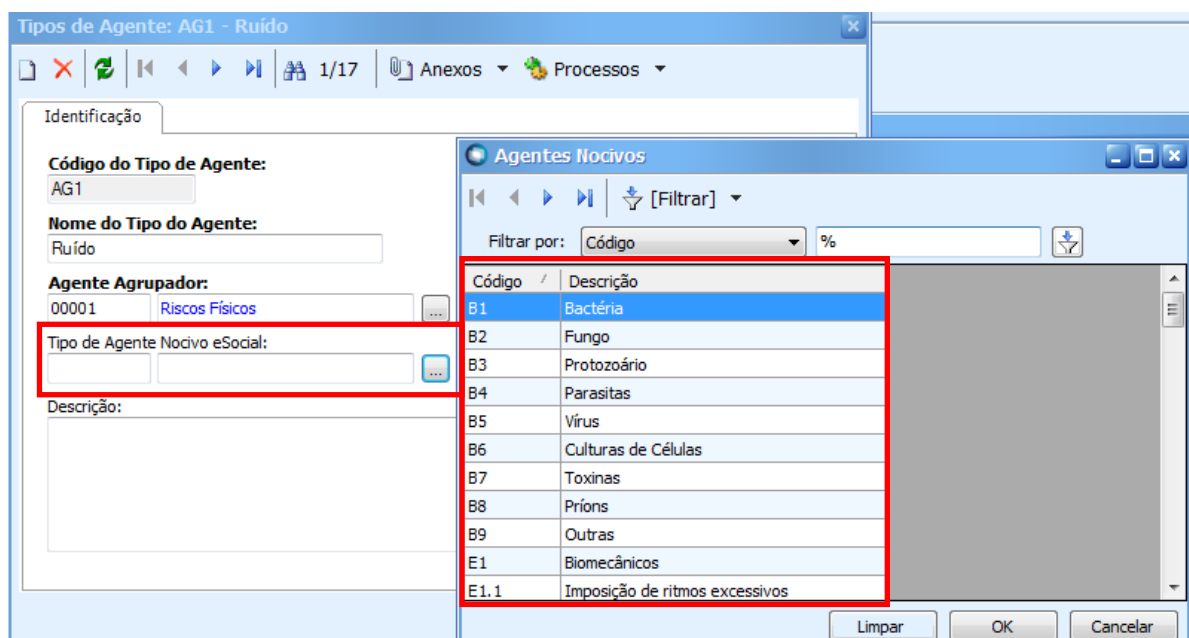 Tipos de Agente: AG1 - Ruído
1/17 Anexos Processos
Identificação
Código do Tipo de Agente:
AG1
Nome do Tipo do Agente:
Ruído
Agente Agrupador:
00001 Riscos Físicos ...
Tipo de Agente Nocivo eSocial:
...
Descrição:
Agentes Nocivos
[Filtrar]
Filtrar por: Código %
Código Descrição
B1 Bactéria
B2 Fungo
B3 Protozoário
B4 Parasitas
B5 Vírus
B6 Culturas de Células
B7 Toxinas
B8 Príons
B9 Outras
E1 Biomecânicos
E1.1 Imposição de ritmos excessivos
Limpar OK Cancelar